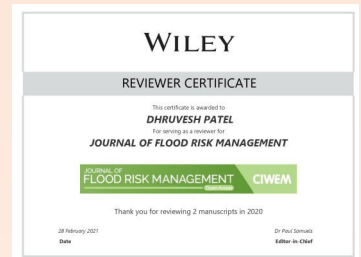 WILEY
REVIEWER CERTIFICATE
This certificate is awarded to
DHRUVESH PATEL
For serving as a reviewer for
JOURNAL OF FLOOD RISK MANAGEMENT
JOURNAL OF
FLOOD RISK MANAGEMENT CIWEM
Open Access
Thank you for reviewing 2 manuscripts in 2020
28 February 2021 Dr Paul Samuels
Date Editor-in-Chief